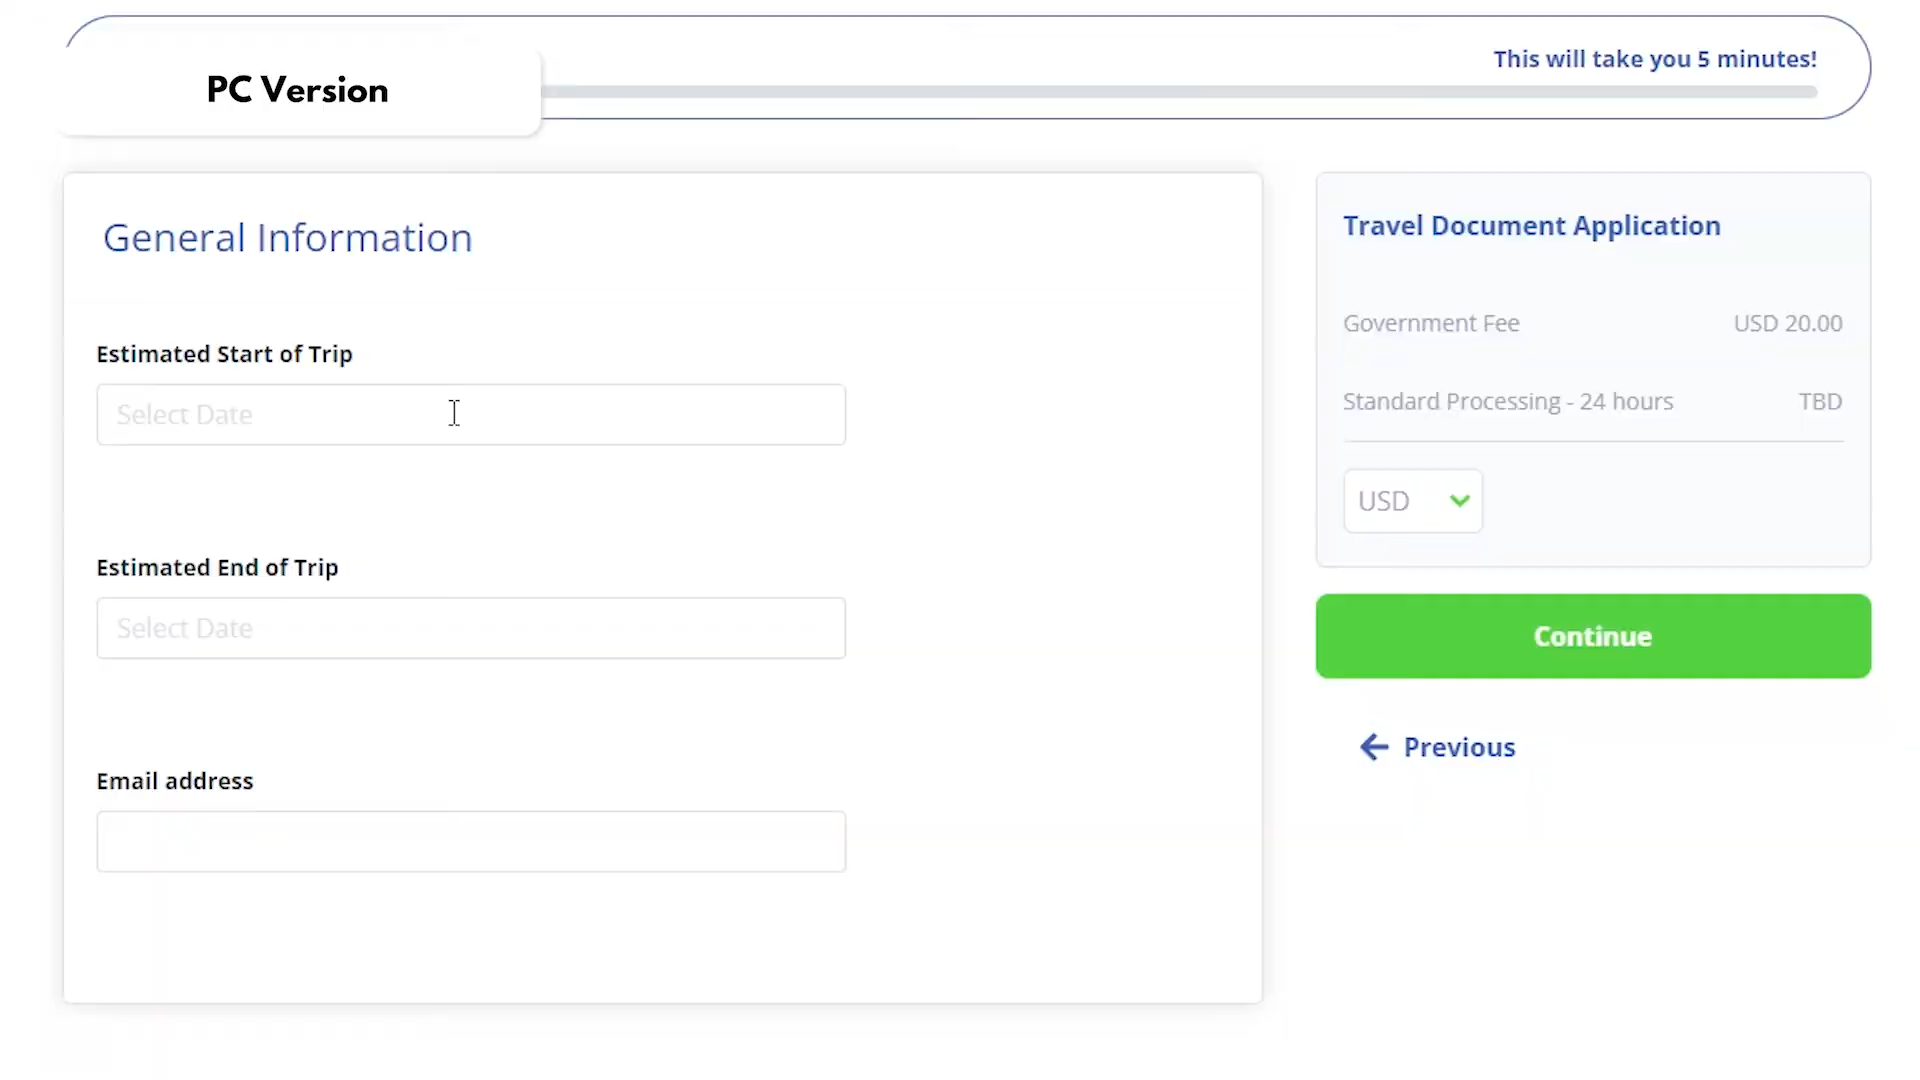 This will take you 5 minutes!
PC Version
General Information
Estimated Start of Trip
Select Date
Estimated End of Trip
Select Date
Email address
Travel Document Application
Government Fee USD 20.00
Standard Processing - 24 hours TBD
USD
Continue
Previous